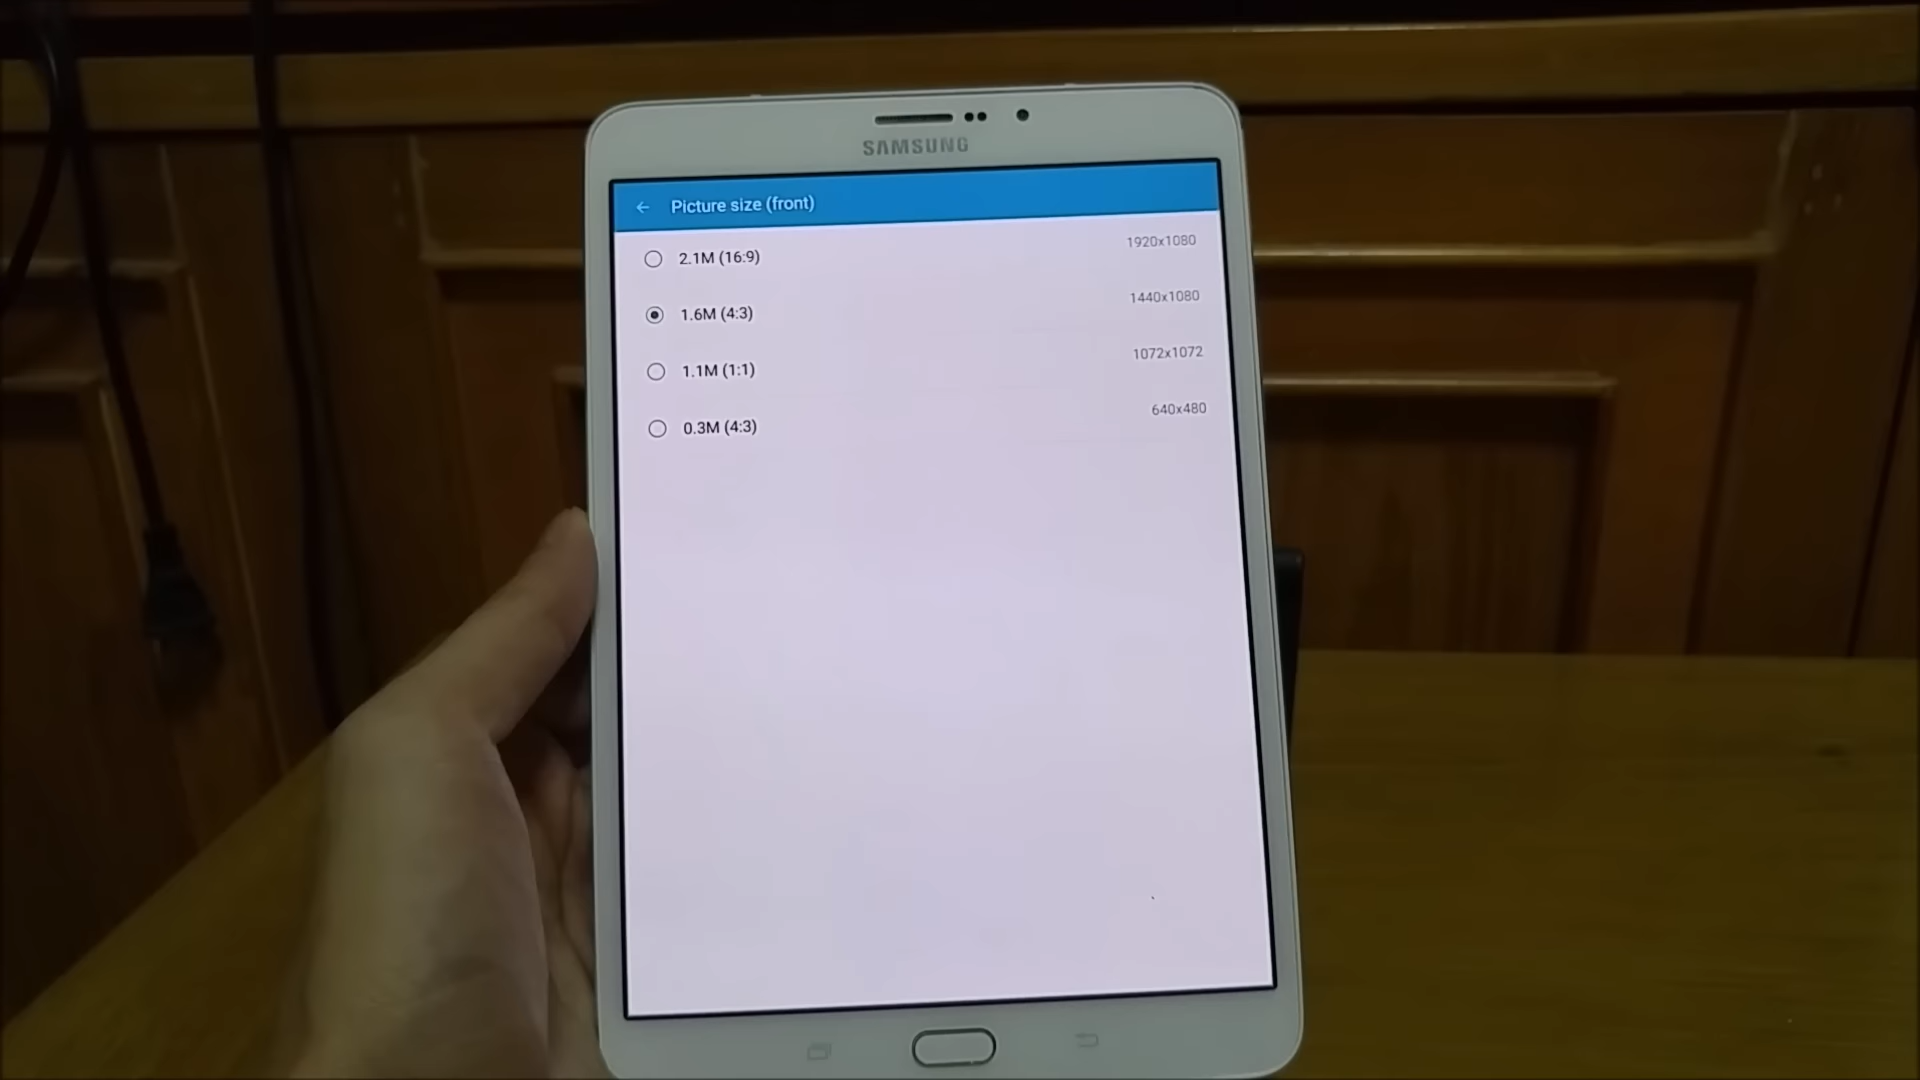 SAMSUNG
Picture size (front)
2.1M (16:9) 1920x1080
1.6M (4:3) 1440x1080
1.1M (1:1) 1072x1072
0.3M (4:3) 640x480